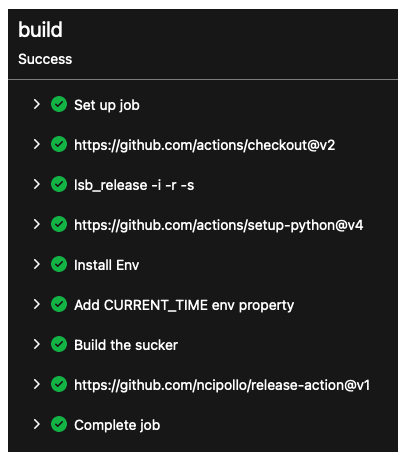 build
Success
Set up job
https://github.com/actions/checkout@v2
lsb_release -i -r -s
https://github.com/actions/setup-python@v4
Install Env
Add CURRENT_TIME env property
Build the sucker
https://github.com/ncipollo/release-action@v1
Complete job